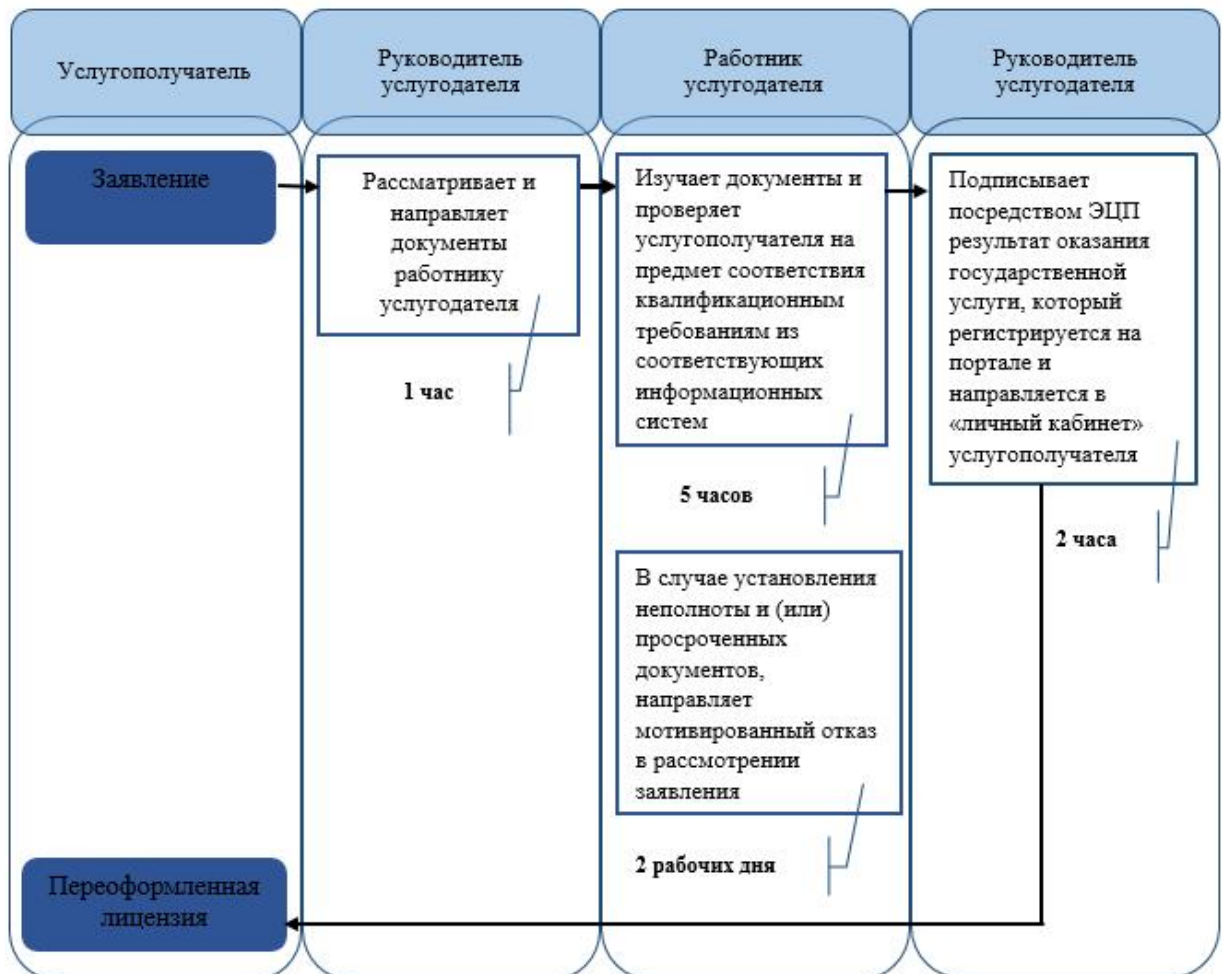 Услугополучатель
Руководитель
услугодателя
Работник
услугодателя
Руководитель
услугодателя
Заявление
Рассматривает и
направляет
документы
работнику
услугодателя
1 час
Изучает документы и
проверяет
услугополучателя на
предмет соответствия
квалификационным
требованиям из
соответствующих
информационных
систем
5 часов
Подписывает
посредством ЭЦП
результат оказания
государственной
услуги, который
регистрируется на
портале и
направляется в
«личный кабинет»
услугополучателя
2 часа
В случае установления
неполноты и (или)
просроченных
документов,
направляет
мотивированный отказ
в рассмотрении
заявления
2 рабочих дня
Переоформленная
лицензия